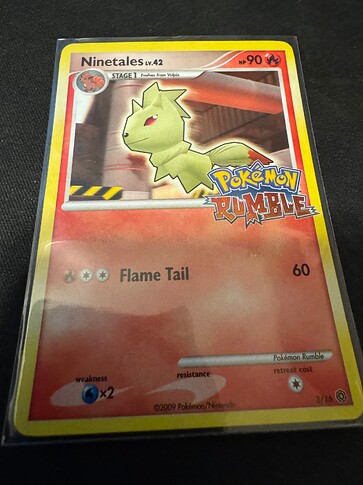 Ninetales LV.42 HP 90
STAGE 1 Evolves from Vulpix
POKéMON
RUMBLE
Flame Tail 60
Pokémon Rumble
weakness resistance retreat cost
×2
©2009 Pokémon/Nintendo 3/16